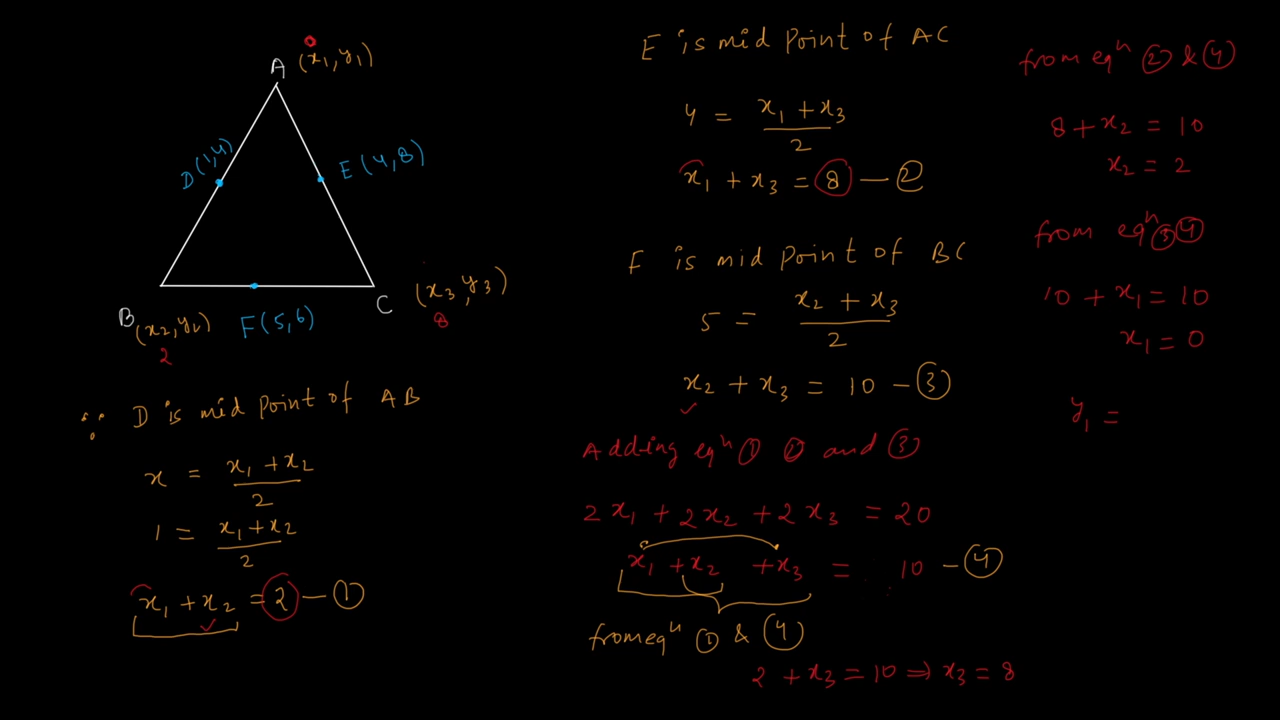 A (x₁, y₁)
0
D(1,4)
E(4,8)
B (x₂, y₂)
2
F(5,6)
C (x₃, y₃)
8
∵ D is mid point of AB
x = x₁ + x₂ / 2
1 = x₁ + x₂ / 2
x₁ + x₂ = 2 — ①
E is mid point of AC
4 = x₁ + x₃ / 2
x₁ + x₃ = 8 — ②
F is mid point of BC
5 = x₂ + x₃ / 2
x₂ + x₃ = 10 — ③
Adding eqⁿ ① ② and ③
2x₁ + 2x₂ + 2x₃ = 20
x₁ + x₂ + x₃ = 10 — ④
from eqⁿ ① & ④
2 + x₃ = 10 ⇒ x₃ = 8
from eqⁿ ② & ④
8 + x₂ = 10
x₂ = 2
from eqⁿ ③ ④
10 + x₁ = 10
x₁ = 0
y₁ =